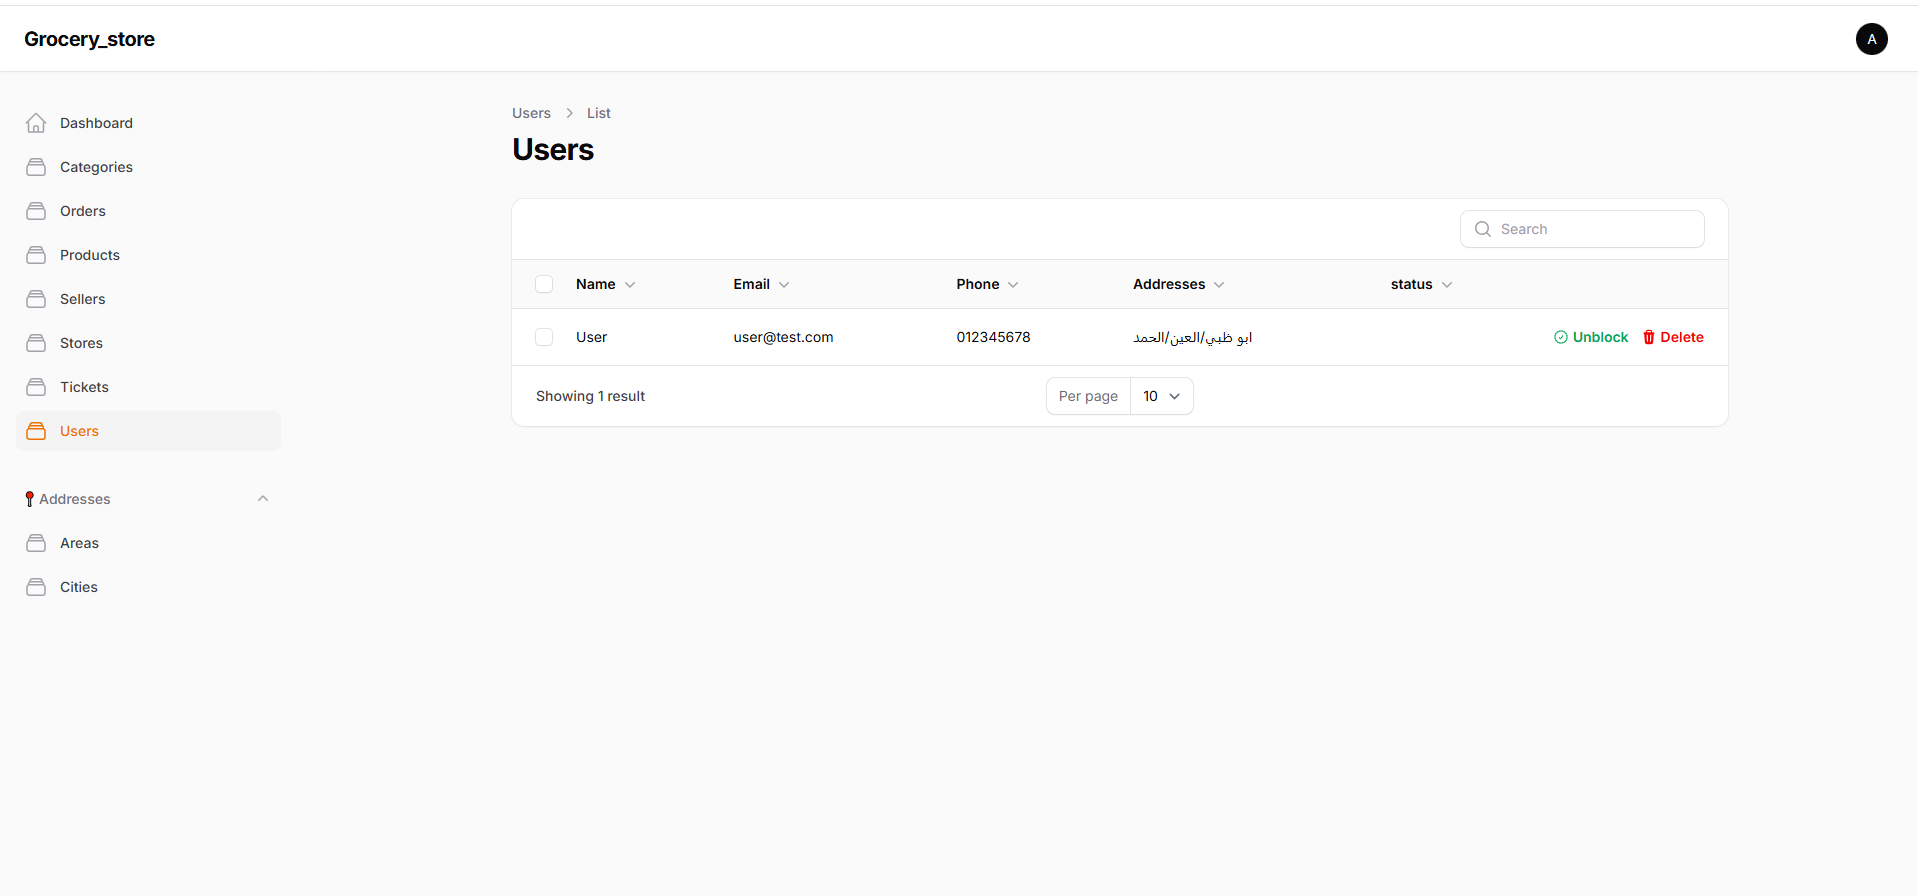 Grocery_store
A
Dashboard
Categories
Orders
Products
Sellers
Stores
Tickets
Users
Addresses
Areas
Cities
Users > List
Users
Search
Name Email Phone Addresses status
User user@test.com 012345678 ابو ظبي/العين/الحمد Unblock Delete
Showing 1 result Per page 10